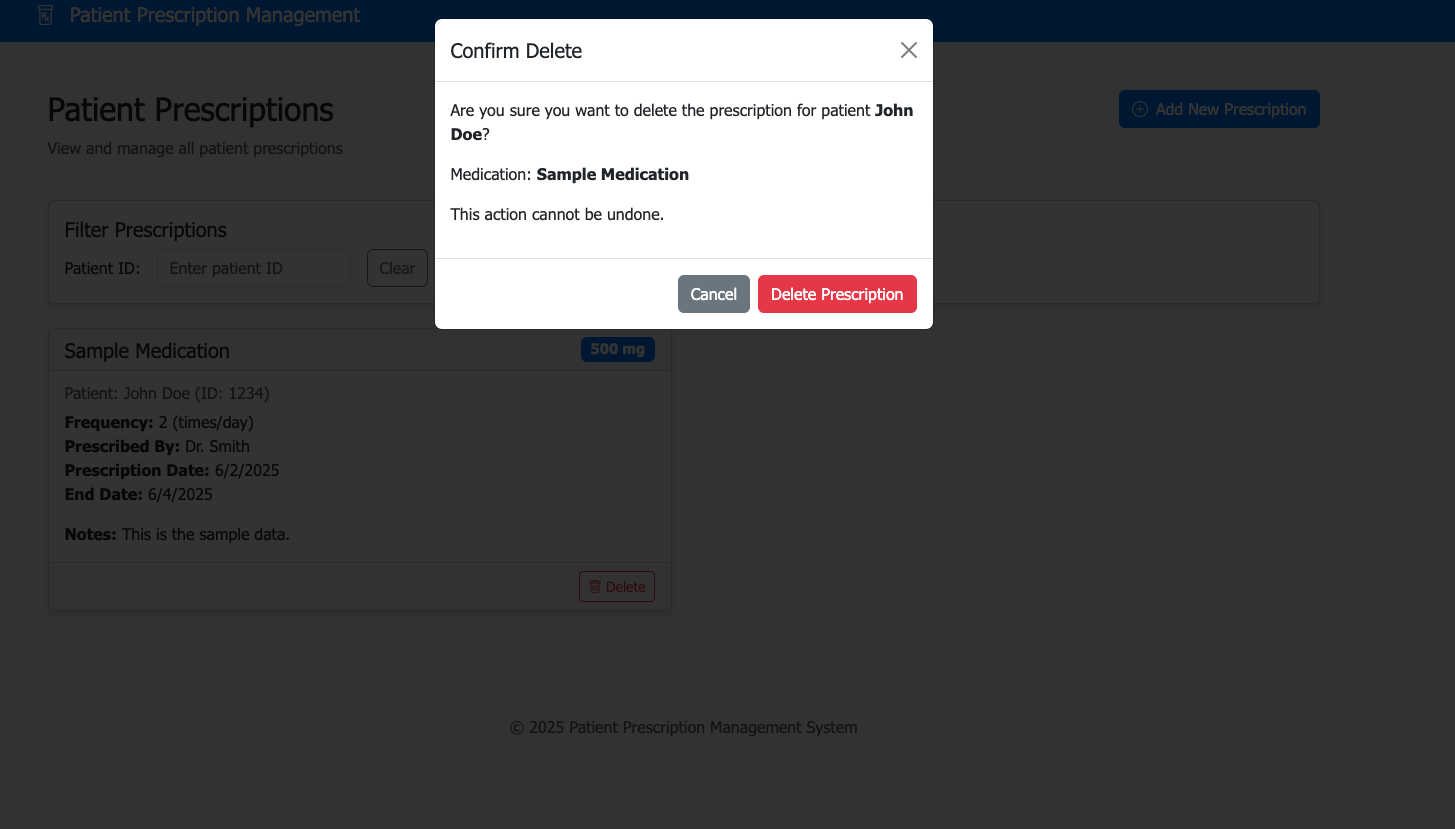 Patient Prescription Management
Confirm Delete
Are you sure you want to delete the prescription for patient John
Doe?
Medication: Sample Medication
This action cannot be undone.
Cancel
Delete Prescription
Patient Prescriptions
View and manage all patient prescriptions
Add New Prescription
Filter Prescriptions
Patient ID:
Enter patient ID
Clear
Sample Medication
500 mg
Patient: John Doe (ID: 1234)
Frequency: 2 (times/day)
Prescribed By: Dr. Smith
Prescription Date: 6/2/2025
End Date: 6/4/2025
Notes: This is the sample data.
Delete
© 2025 Patient Prescription Management System